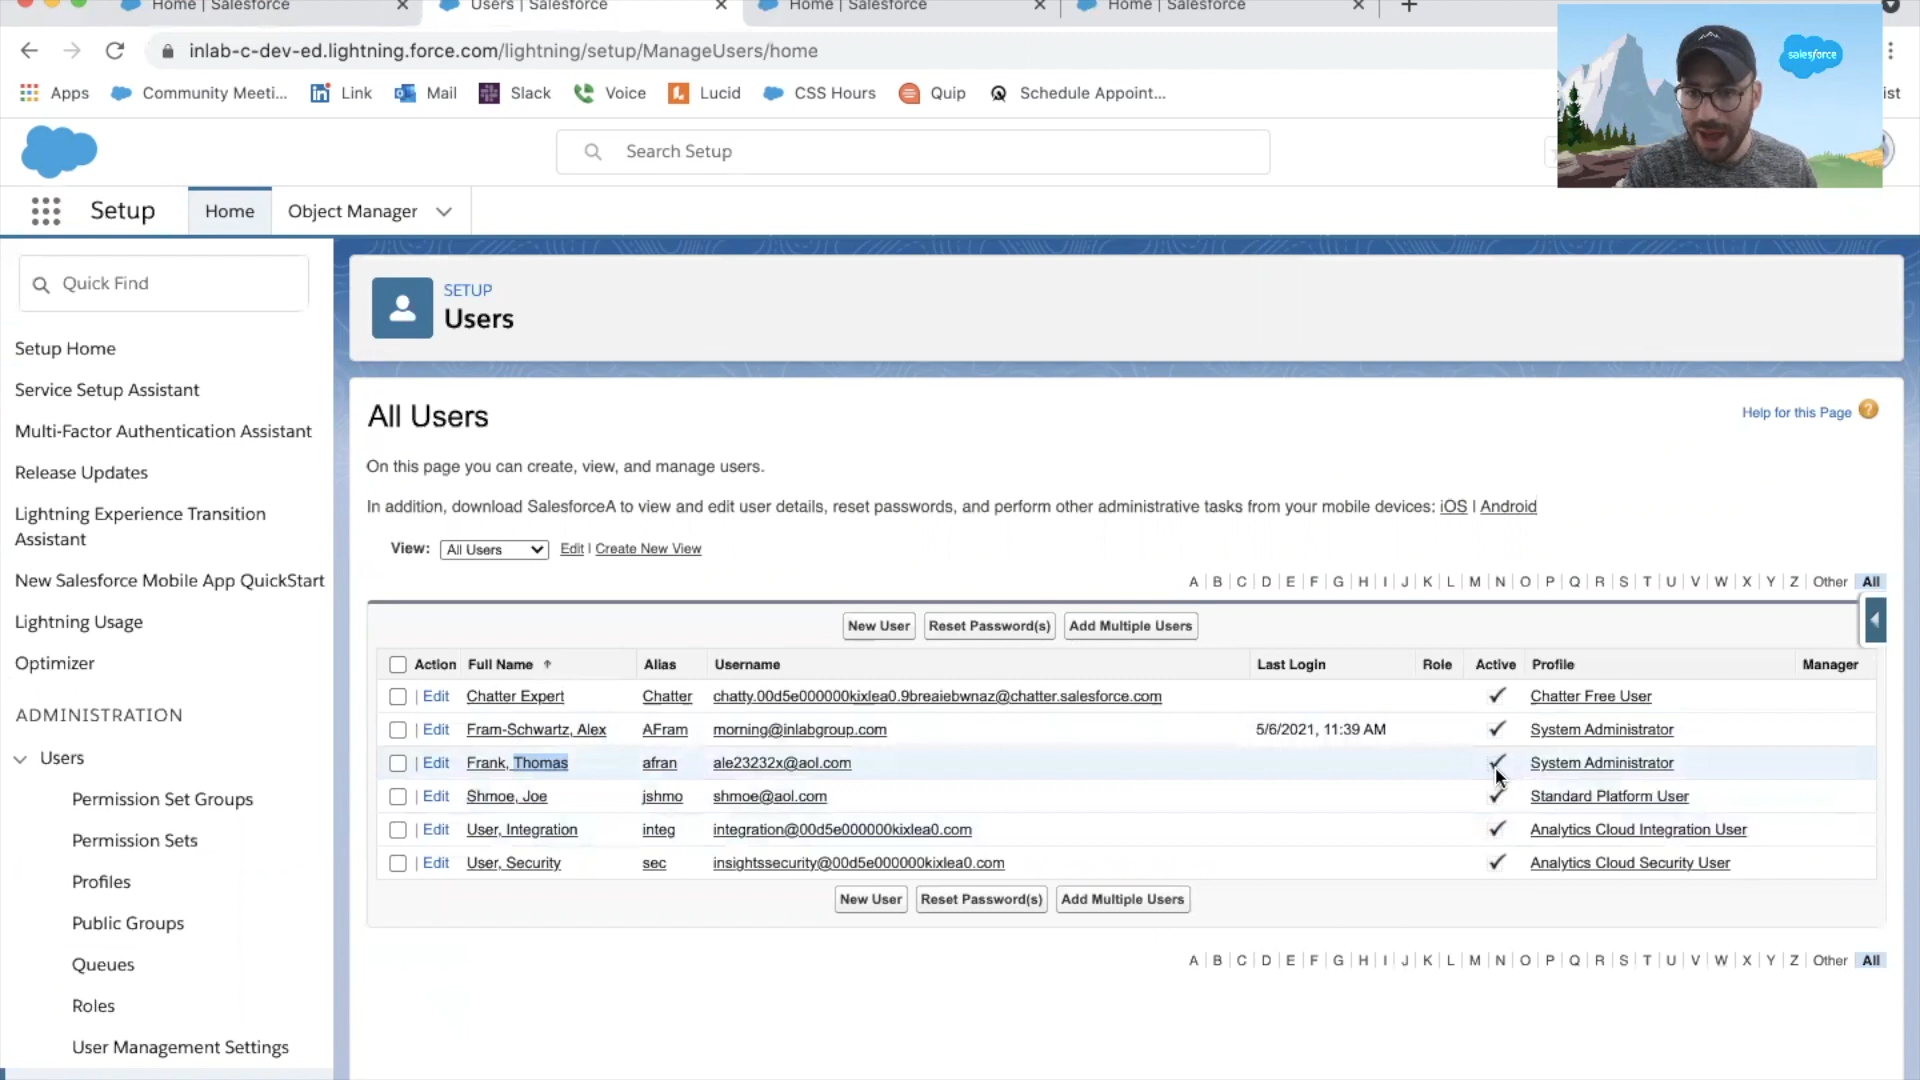 Home | Salesforce
Users | Salesforce
Home | Salesforce
Home | Salesforce
inlab-c-dev-ed.lightning.force.com/lightning/setup/ManageUsers/home
Apps
Community Meeti...
Link
Mail
Slack
Voice
Lucid
CSS Hours
Quip
Schedule Appoint...
ist
salesforce
Search Setup
Setup
Home
Object Manager
Quick Find
Setup Home
Service Setup Assistant
Multi-Factor Authentication Assistant
Release Updates
Lightning Experience Transition
Assistant
New Salesforce Mobile App QuickStart
Lightning Usage
Optimizer
ADMINISTRATION
Users
Permission Set Groups
Permission Sets
Profiles
Public Groups
Queues
Roles
User Management Settings
SETUP
Users
All Users
Help for this Page ?
On this page you can create, view, and manage users.
In addition, download SalesforceA to view and edit user details, reset passwords, and perform other administrative tasks from your mobile devices: iOS | Android
View: All Users Edit | Create New View
A | B | C | D | E | F | G | H | I | J | K | L | M | N | O | P | Q | R | S | T | U | V | W | X | Y | Z | Other All
New User Reset Password(s) Add Multiple Users
Action Full Name Alias Username Last Login Role Active Profile Manager
| Edit Chatter Expert Chatter chatty.00d5e000000kixlea0.9breaiebwnaz@chatter.salesforce.com Chatter Free User
| Edit Fram-Schwartz, Alex AFram morning@inlabgroup.com 5/6/2021, 11:39 AM System Administrator
| Edit Frank, Thomas afran ale23232x@aol.com System Administrator
| Edit Shmoe, Joe jshmo shmoe@aol.com Standard Platform User
| Edit User, Integration integ integration@00d5e000000kixlea0.com Analytics Cloud Integration User
| Edit User, Security sec insightssecurity@00d5e000000kixlea0.com Analytics Cloud Security User
New User Reset Password(s) Add Multiple Users
A | B | C | D | E | F | G | H | I | J | K | L | M | N | O | P | Q | R | S | T | U | V | W | X | Y | Z | Other All